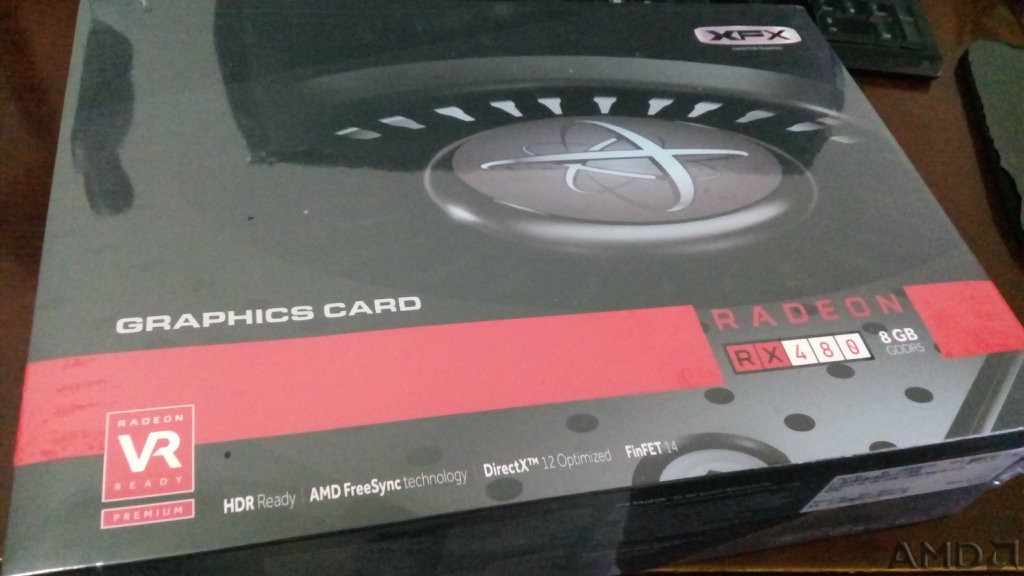 XFX
GRAPHICS CARD
RADEON
RX 480 8 GB
GDDR5
RADEON
VR
READY
PREMIUM
HDR Ready AMD FreeSync technology DirectX™ 12 Optimized FinFET 14
AMD